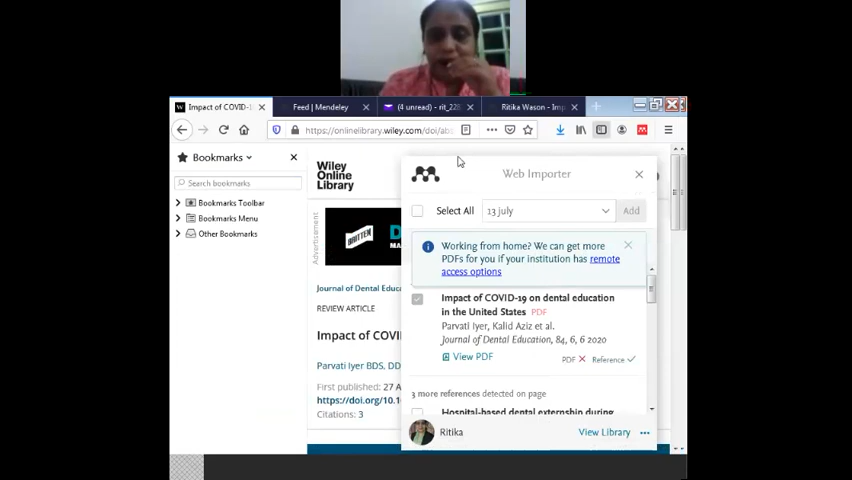 Impact of COVID-
Feed | Mendeley
(4 unread) - rit_228
Ritika Wason - Imp
https://onlinelibrary.wiley.com/doi/abs
Bookmarks
Search bookmarks
Bookmarks Toolbar
Bookmarks Menu
Other Bookmarks
Wiley
Online
Library
Advertisement
Journal of Dental Educa
REVIEW ARTICLE
Impact of COVI
Parvati Iyer BDS, DD
First published: 27 A
https://doi.org/10.1
Citations: 3
Web Importer
Select All
13 july
Add
Working from home? We can get more
PDFs for you if your institution has remote
access options
Impact of COVID-19 on dental education
in the United States PDF
Parvati Iyer, Kalid Aziz et al.
Journal of Dental Education, 84, 6, 6 2020
View PDF
PDF
Reference
3 more references detected on page
Hospital-based dental externship during
Ritika
View Library